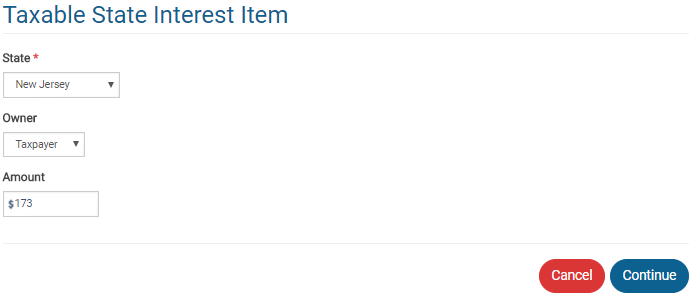 Taxable State Interest Item
State *
New Jersey
Owner
Taxpayer
Amount
$173
Cancel Continue